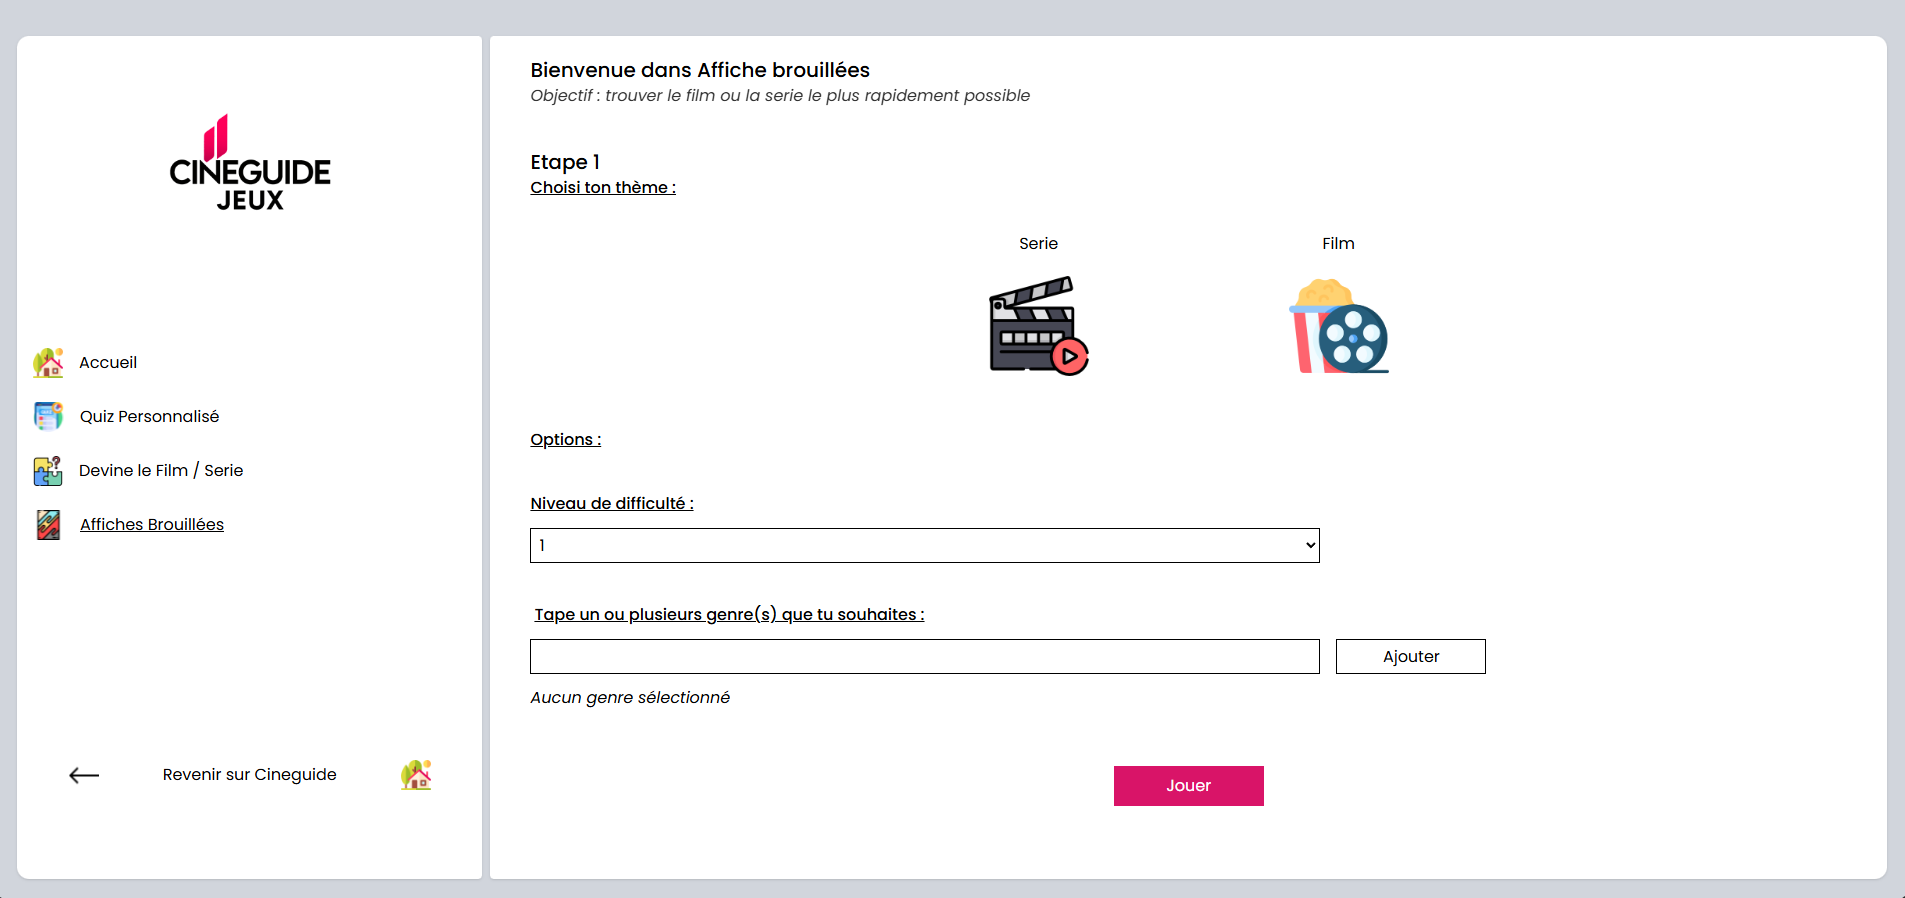 CINEGUIDE
JEUX
Accueil
Quiz Personnalisé
Devine le Film / Serie
Affiches Brouillées
Revenir sur Cineguide
Bienvenue dans Affiche brouillées
Objectif : trouver le film ou la serie le plus rapidement possible
Etape 1
Choisi ton thème :
Serie
Film
Options :
Niveau de difficulté :
1
Tape un ou plusieurs genre(s) que tu souhaites :
Ajouter
Aucun genre sélectionné
Jouer